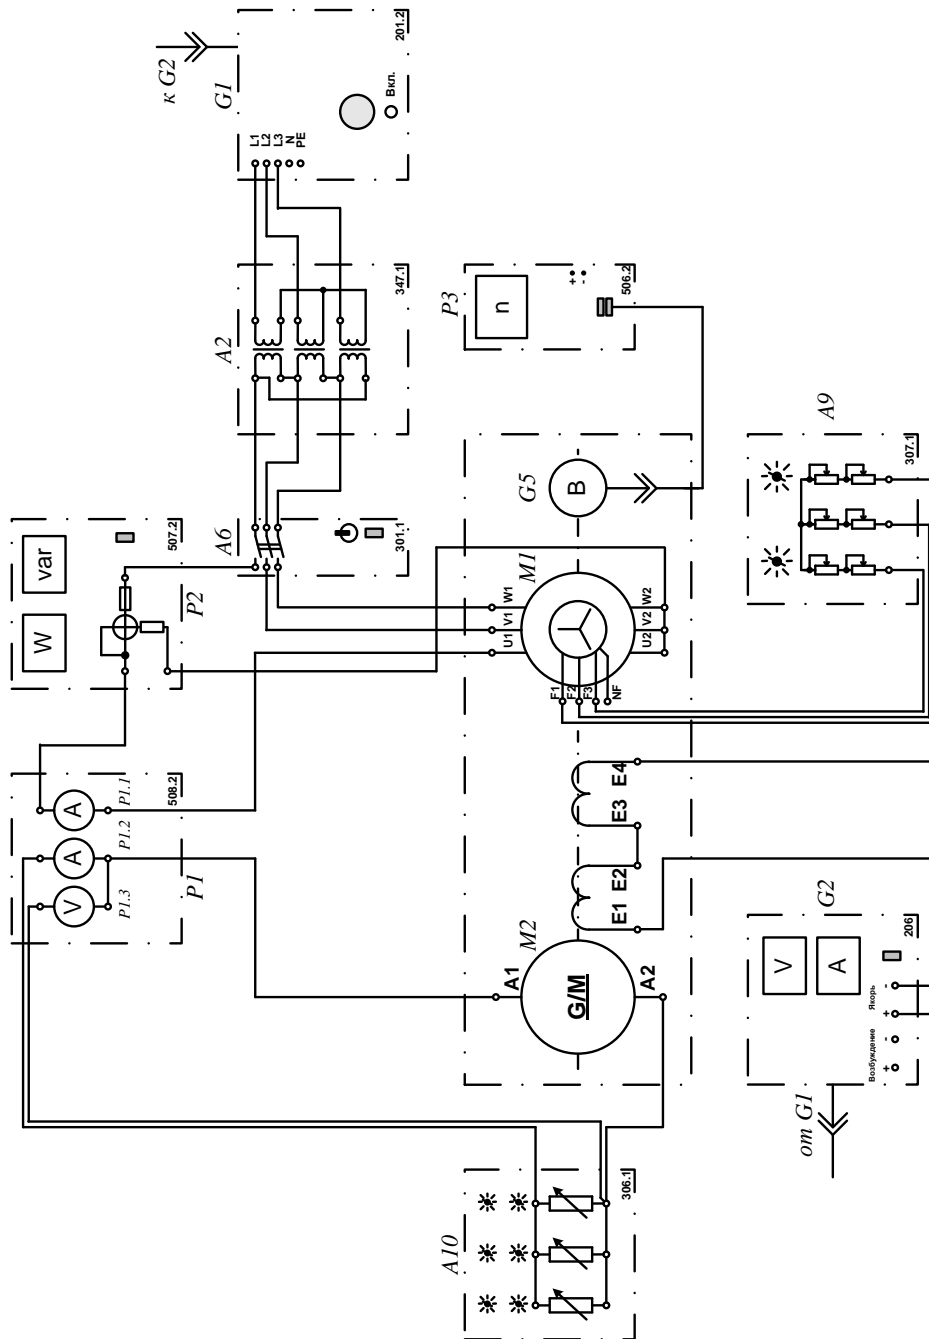 V
A
A
P1.3
P1.2
P1.1
508.2
P1
W
var
507.2
P2
A6
301.1
A2
347.1
к G2
G1
L1
L2
L3
N
PE
Вкл.
201.2
A10
306.1
M2
A1
G/M
A2
E1
E2
E3
E4
F1
F2
F3
NF
M1
U1
V1
W1
U2
V2
W2
G5
B
P3
n
+
-
506.2
от G1
G2
V
A
Возбуждение
Якорь
+
-
+
-
206
A9
307.1